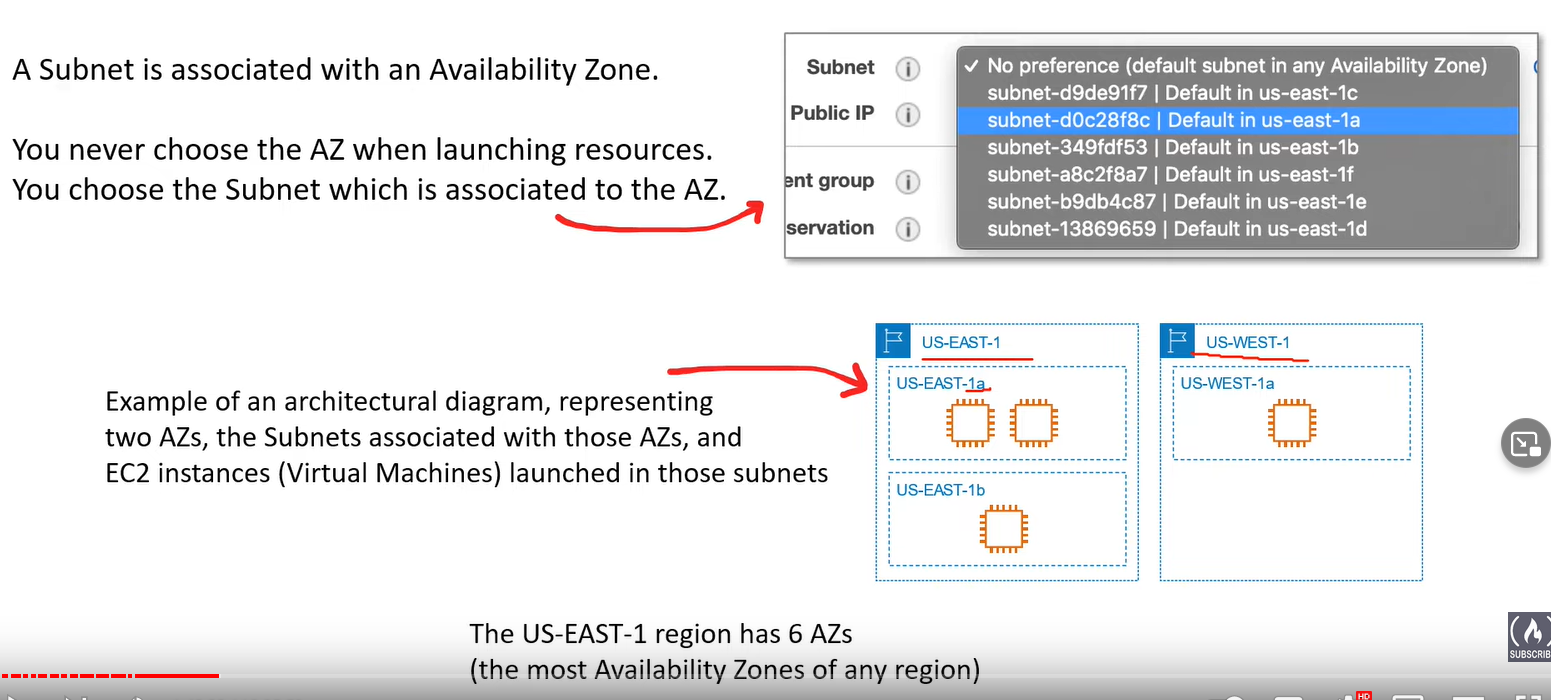 A Subnet is associated with an Availability Zone.
You never choose the AZ when launching resources.
You choose the Subnet which is associated to the AZ.
Subnet
Public IP
ent group
servation
✓ No preference (default subnet in any Availability Zone)
subnet-d9de91f7 | Default in us-east-1c
subnet-d0c28f8c | Default in us-east-1a
subnet-349fdf53 | Default in us-east-1b
subnet-a8c2f8a7 | Default in us-east-1f
subnet-b9db4c87 | Default in us-east-1e
subnet-13869659 | Default in us-east-1d
Example of an architectural diagram, representing
two AZs, the Subnets associated with those AZs, and
EC2 instances (Virtual Machines) launched in those subnets
US-EAST-1
US-EAST-1a
US-EAST-1b
US-WEST-1
US-WEST-1a
The US-EAST-1 region has 6 AZs
(the most Availability Zones of any region)
SUBSCRIB
HD